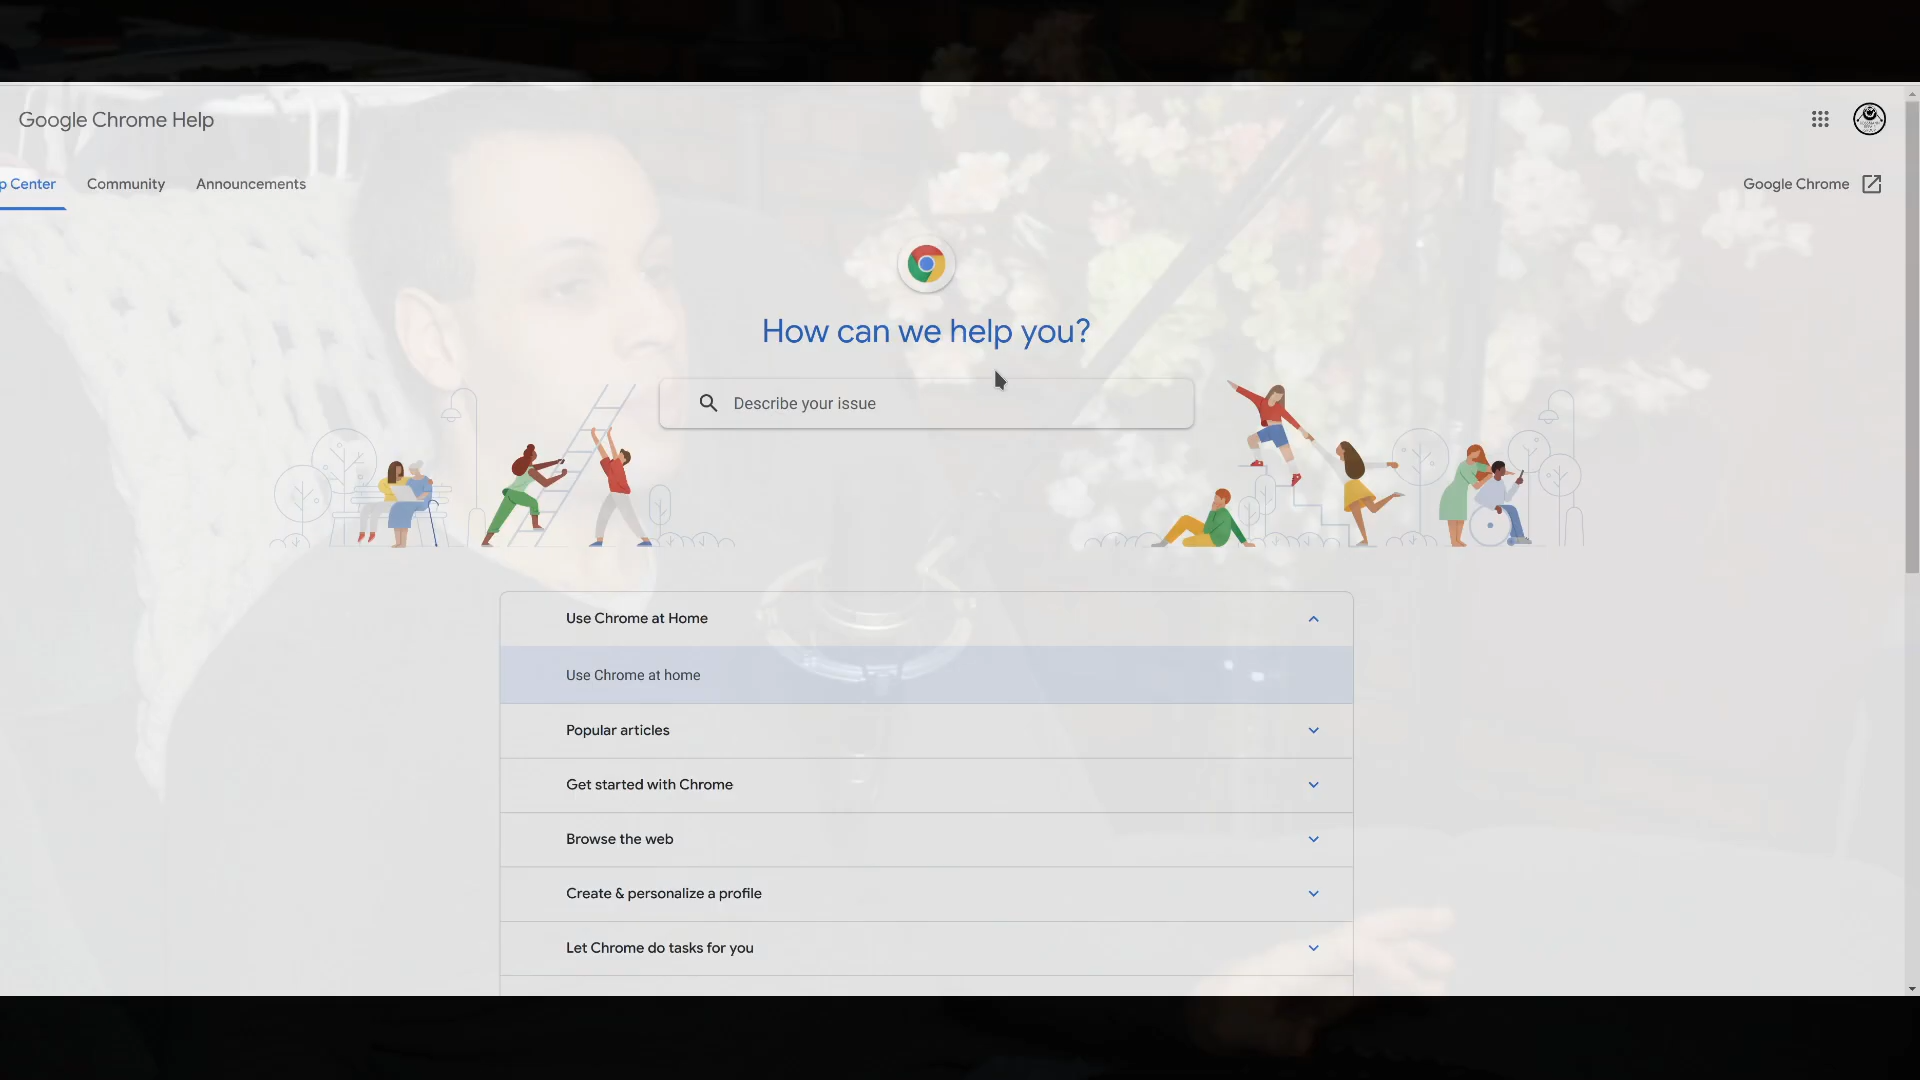 Google Chrome Help
p Center
Community
Announcements
Google Chrome
How can we help you?
Describe your issue
Use Chrome at Home
Use Chrome at home
Popular articles
Get started with Chrome
Browse the web
Create & personalize a profile
Let Chrome do tasks for you